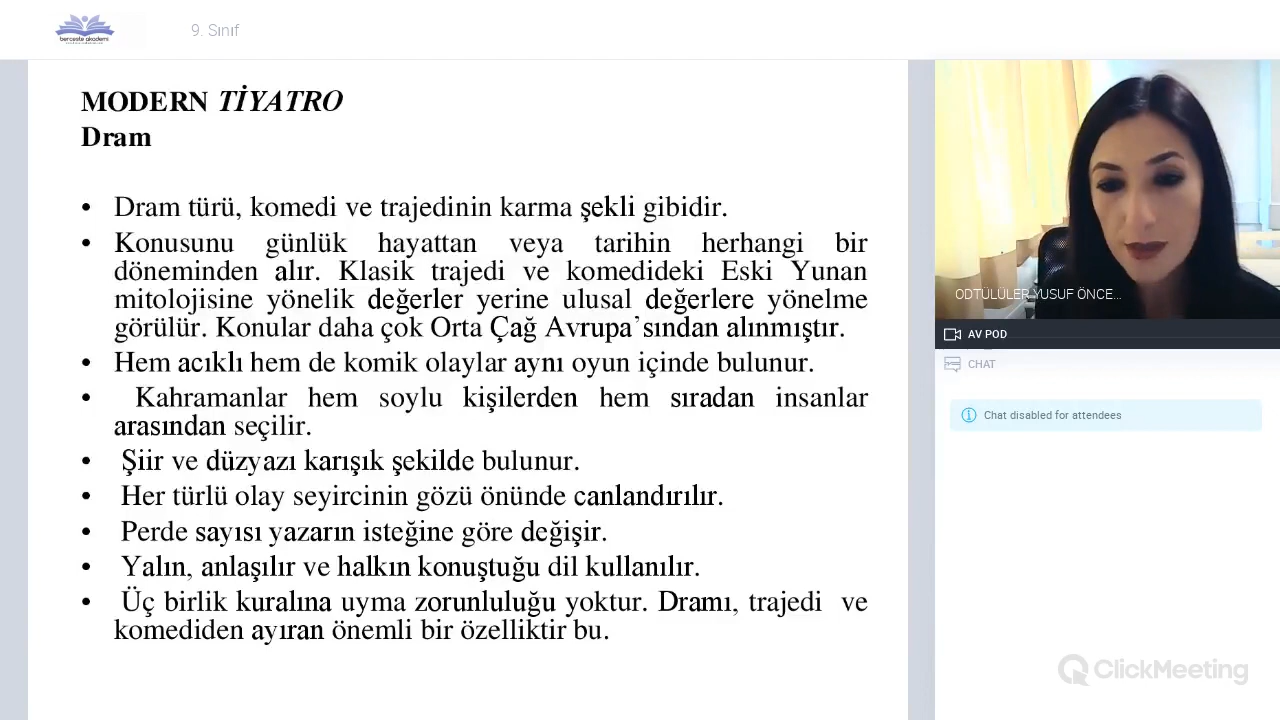 berceste akademi
9. Sınıf
MODERN TİYATRO
Dram
• Dram türü, komedi ve trajedinin karma şekli gibidir.
• Konusunu günlük hayattan veya tarihin herhangi bir
döneminden alır. Klasik trajedi ve komedideki Eski Yunan
mitolojisine yönelik değerler yerine ulusal değerlere yönelme
görülür. Konular daha çok Orta Çağ Avrupa’sından alınmıştır.
• Hem acıklı hem de komik olaylar aynı oyun içinde bulunur.
• Kahramanlar hem soylu kişilerden hem sıradan insanlar
arasından seçilir.
• Şiir ve düzyazı karışık şekilde bulunur.
• Her türlü olay seyircinin gözü önünde canlandırılır.
• Perde sayısı yazarın isteğine göre değişir.
• Yalın, anlaşılır ve halkın konuştuğu dil kullanılır.
• Üç birlik kuralına uyma zorunluluğu yoktur. Dramı, trajedi ve
komediden ayıran önemli bir özelliktir bu.
ODTÜLÜLER YUSUF ÖNCE...
AV POD
CHAT
Chat disabled for attendees
ClickMeeting